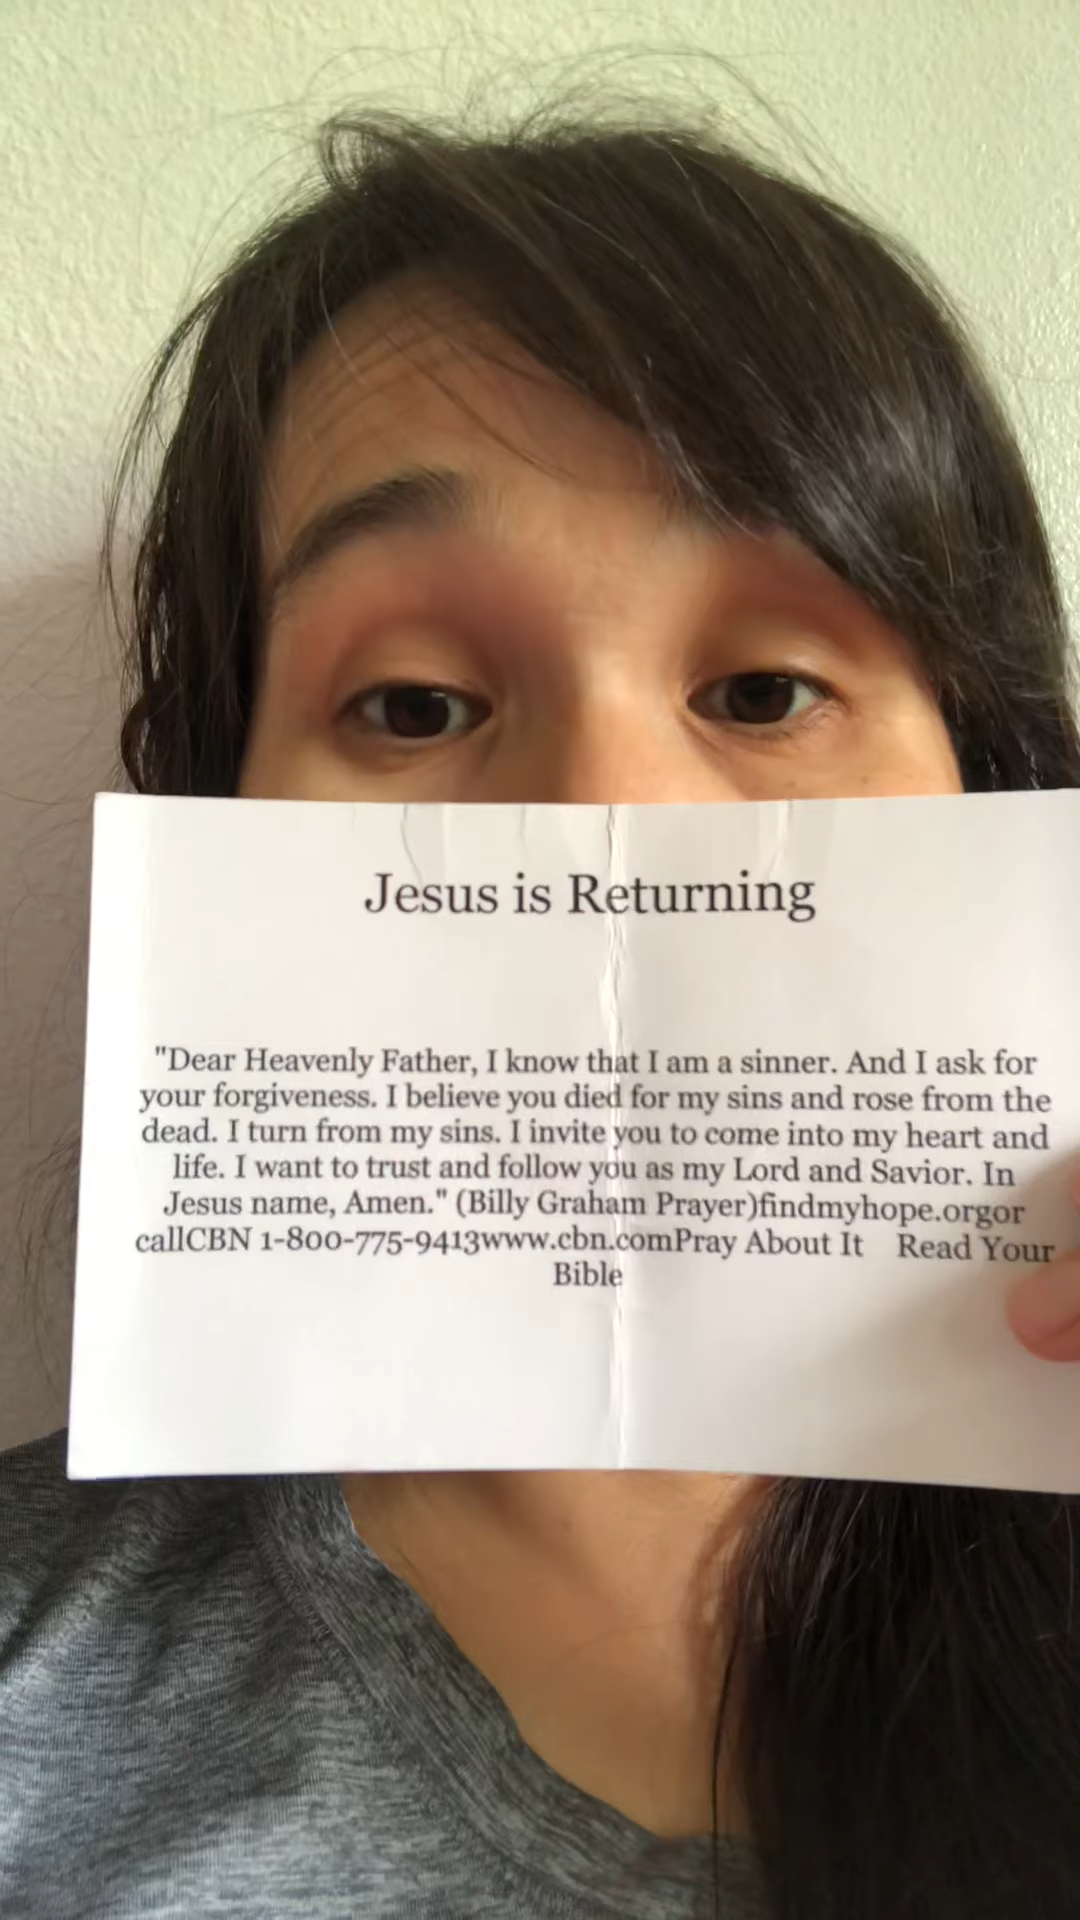 Jesus is Returning
"Dear Heavenly Father, I know that I am a sinner. And I ask for
your forgiveness. I believe you died for my sins and rose from the
dead. I turn from my sins. I invite you to come into my heart and
life. I want to trust and follow you as my Lord and Savior. In
Jesus name, Amen." (Billy Graham Prayer)findmyhope.orgor
callCBN 1-800-775-9413www.cbn.comPray About It    Read Your
Bible